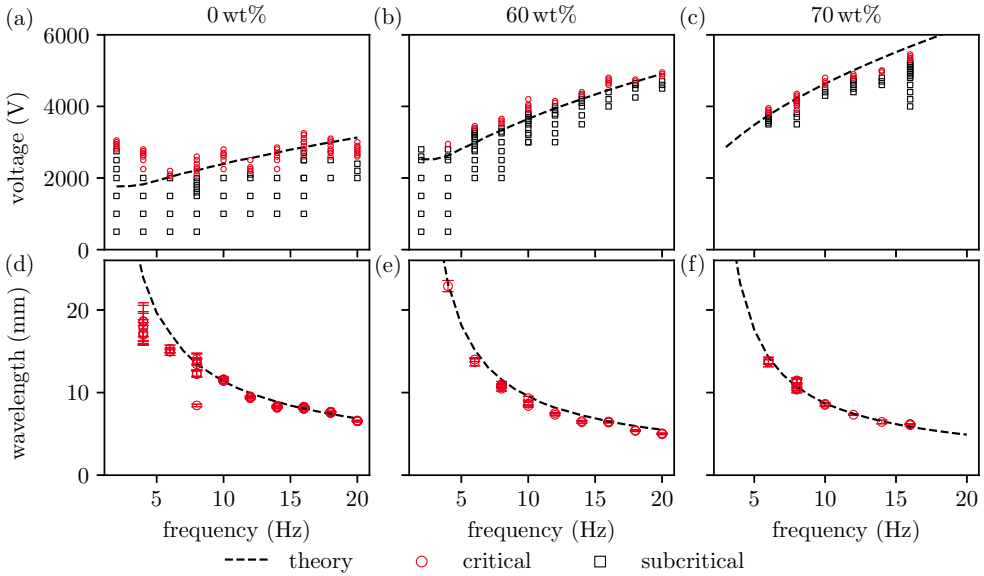 (a) 0 wt% (b) 60 wt% (c) 70 wt%
6000
4000
2000
0
voltage (V)
(d) (e) (f)
20
10
0
wavelength (mm)
5 10 15 20 5 10 15 20 5 10 15 20
frequency (Hz) frequency (Hz) frequency (Hz)
theory critical subcritical